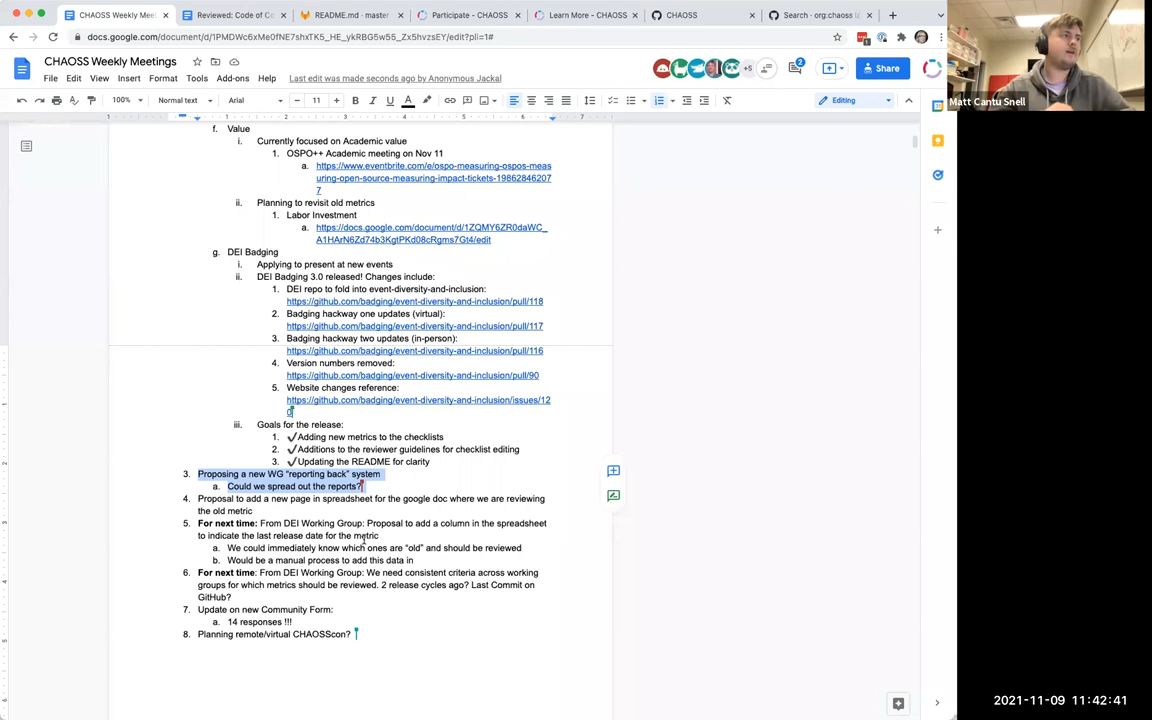 CHAOSS Weekly Meet
Reviewed: Code of Co
README.md · master
Participate – CHAOSS
Learn More – CHAOSS
CHAOSS
Search · org:chaoss
docs.google.com/document/d/1PMDWc6xMe0fNE7shxTK5_HE_ykRBG5w55_Zx5hvzsEY/edit?pli=1#
CHAOSS Weekly Meetings
File Edit View Insert Format Tools Add-ons Help Last edit was made seconds ago by Anonymous Jackal
+5
2
Share
100% Normal text Arial 11 B I U A Editing
Matt Cantu Snell
f. Value
i. Currently focused on Academic value
1. OSPO++ Academic meeting on Nov 11
a. https://www.eventbrite.com/e/ospo-measuring-ospos-meas
uring-open-source-measuring-impact-tickets-19862846207
7
ii. Planning to revisit old metrics
1. Labor Investment
a. https://docs.google.com/document/d/1ZQMY6ZR0daWC_
A1HArN6Zd74b3KgtPKd08cRgms7Gt4/edit
g. DEI Badging
i. Applying to present at new events
ii. DEI Badging 3.0 released! Changes include:
1. DEI repo to fold into event-diversity-and-inclusion:
https://github.com/badging/event-diversity-and-inclusion/pull/118
2. Badging hackway one updates (virtual):
https://github.com/badging/event-diversity-and-inclusion/pull/117
3. Badging hackway two updates (in-person):
https://github.com/badging/event-diversity-and-inclusion/pull/116
4. Version numbers removed:
https://github.com/badging/event-diversity-and-inclusion/pull/90
5. Website changes reference:
https://github.com/badging/event-diversity-and-inclusion/issues/12
0
iii. Goals for the release:
1. ✔Adding new metrics to the checklists
2. ✔Additions to the reviewer guidelines for checklist editing
3. ✔Updating the README for clarity
3. Proposing a new WG “reporting back” system
a. Could we spread out the reports?
4. Proposal to add a new page in spreadsheet for the google doc where we are reviewing
the old metric
5. For next time: From DEI Working Group: Proposal to add a column in the spreadsheet
to indicate the last release date for the metric
a. We could immediately know which ones are “old” and should be reviewed
b. Would be a manual process to add this data in
6. For next time: From DEI Working Group: We need consistent criteria across working
groups for which metrics should be reviewed. 2 release cycles ago? Last Commit on
GitHub?
7. Update on new Community Form:
a. 14 responses !!!
8. Planning remote/virtual CHAOSScon?
2021-11-09 11:42:41